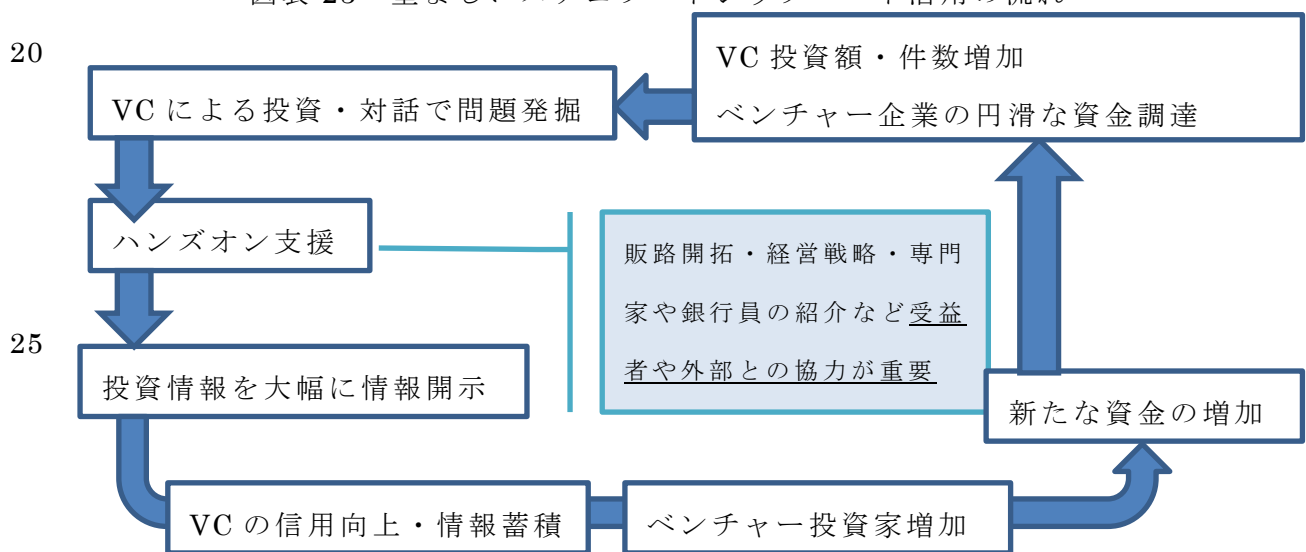 20
VC 投資額・件数増加
ベンチャー企業の円滑な資金調達
VC による投資・対話で問題発掘
ハンズオン支援
販路開拓・経営戦略・専門
家や銀行員の紹介など受益
者や外部との協力が重要
25
投資情報を大幅に情報開示
新たな資金の増加
VC の信用向上・情報蓄積
ベンチャー投資家増加